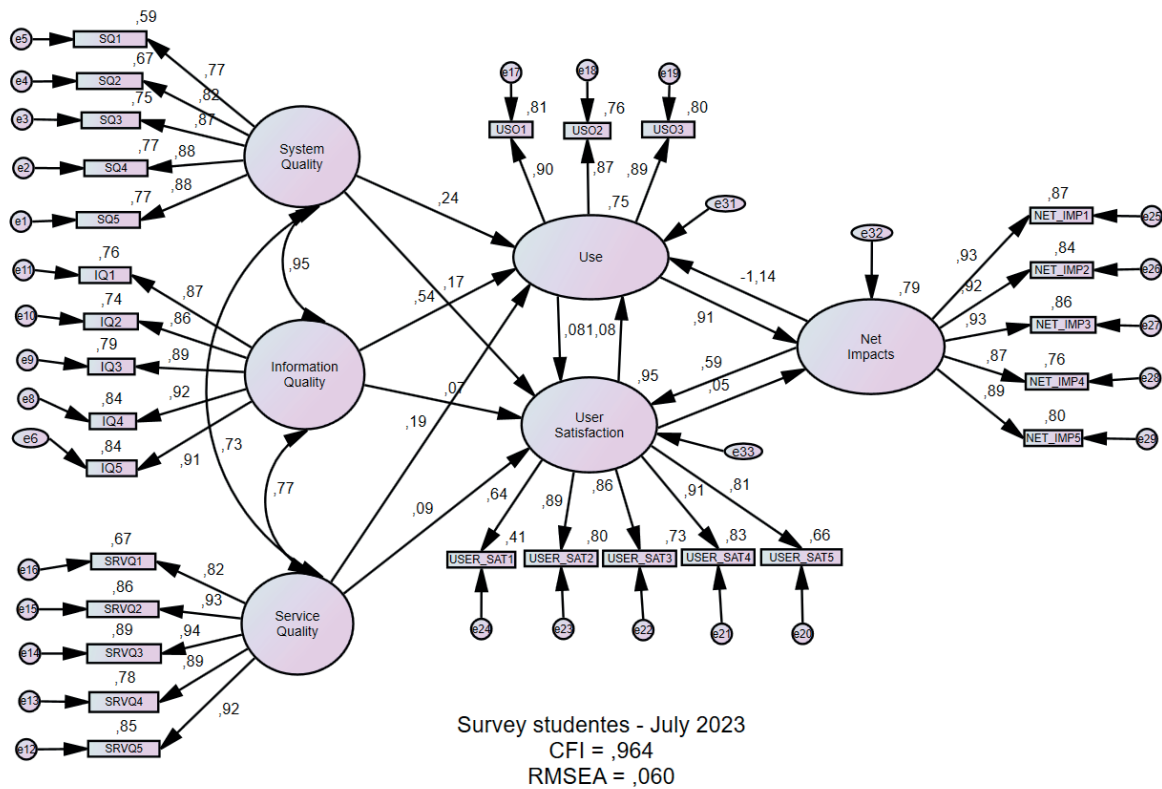 ,59
e5
SQ1
,77
,67
e4
SQ2
,82
,75
e3
SQ3
,87
,77
e2
SQ4
,88
,77
e1
SQ5
,88
System
Quality
,76
e11
IQ1
,87
,74
e10
IQ2
,86
,79
e9
IQ3
,89
,84
e8
IQ4
,92
,84
e6
IQ5
,91
Information
Quality
,67
e16
SRVQ1
,82
,86
e15
SRVQ2
,93
,89
e14
SRVQ3
,94
,78
e13
SRVQ4
,89
,85
e12
SRVQ5
,92
Service
Quality
,95
,73
,77
,24
,17
,54
,07
,19
,09
e17
e18
e19
,81
,76
,80
USO1
USO2
USO3
,90
,87
,89
,75
e31
Use
,081,08
-1,14
,91
,59
,05
,95
User
Satisfaction
e33
,64
,89
,86
,91
,81
,41
,80
,73
,83
,66
USER_SAT1
USER_SAT2
USER_SAT3
USER_SAT4
USER_SAT5
e24
e23
e22
e21
e20
e32
,79
Net
Impacts
,87
NET_IMP1
e25
,93
,84
NET_IMP2
e26
,92
,86
NET_IMP3
e27
,93
,76
NET_IMP4
e28
,87
,80
NET_IMP5
e29
,89
Survey studentes - July 2023
CFI = ,964
RMSEA = ,060